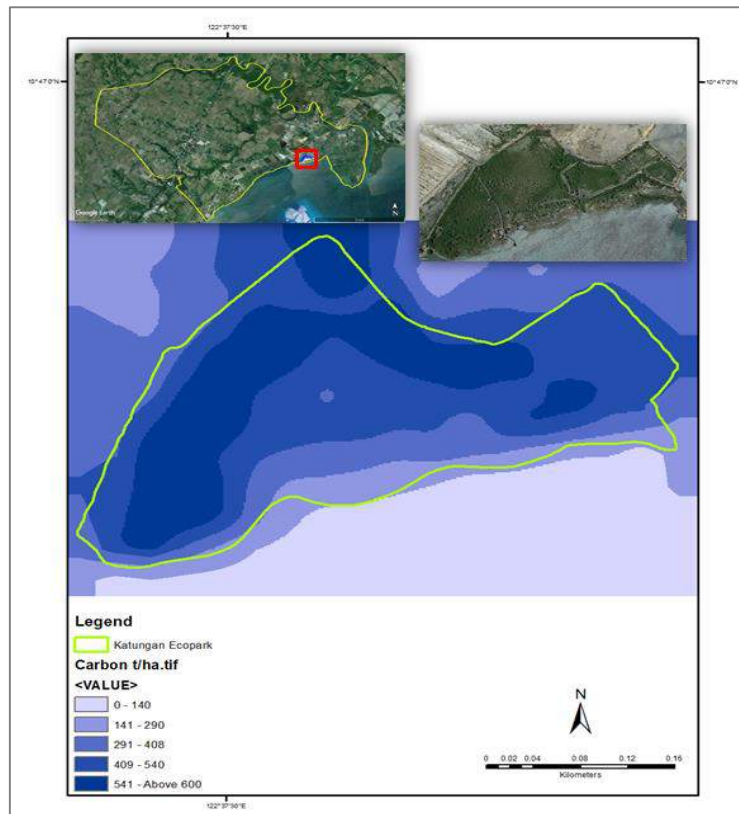 122°37'30"E
10°47'0"N
10°47'0"N
Google Earth
N
Legend
Katungan Ecopark
Carbon t/ha.tif
<VALUE>
0 - 140
141 - 290
291 - 408
409 - 540
541 - Above 600
N
0 0.02 0.04 0.08 0.12 0.16
Kilometers
122°37'30"E